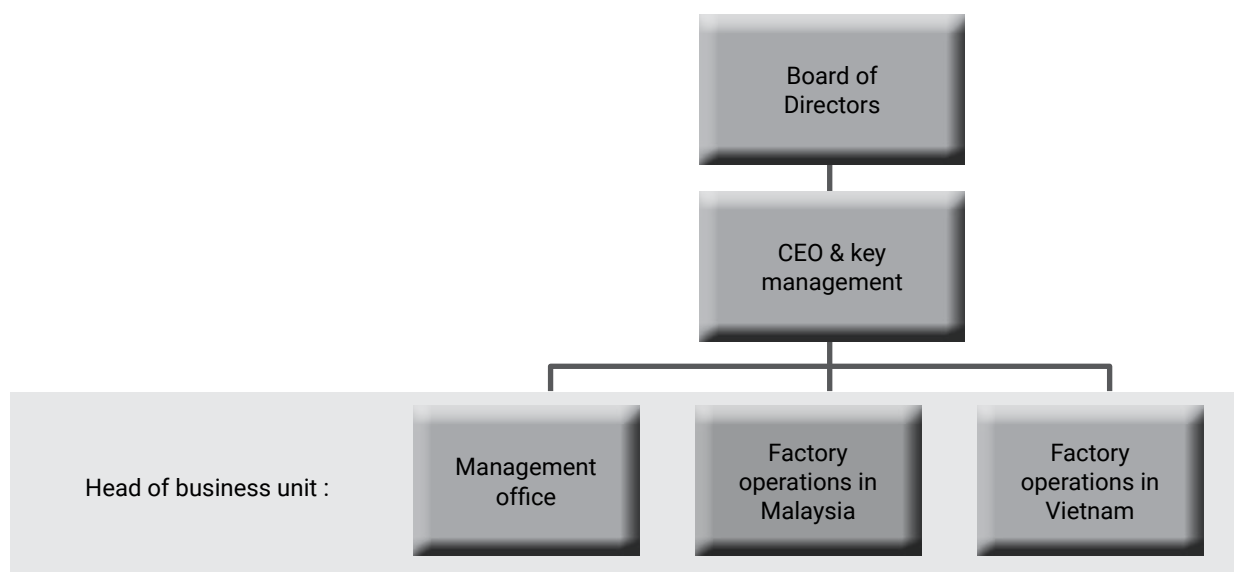 Board of
Directors
CEO & key
management
Head of business unit :
Management
office
Factory
operations in
Malaysia
Factory
operations in
Vietnam